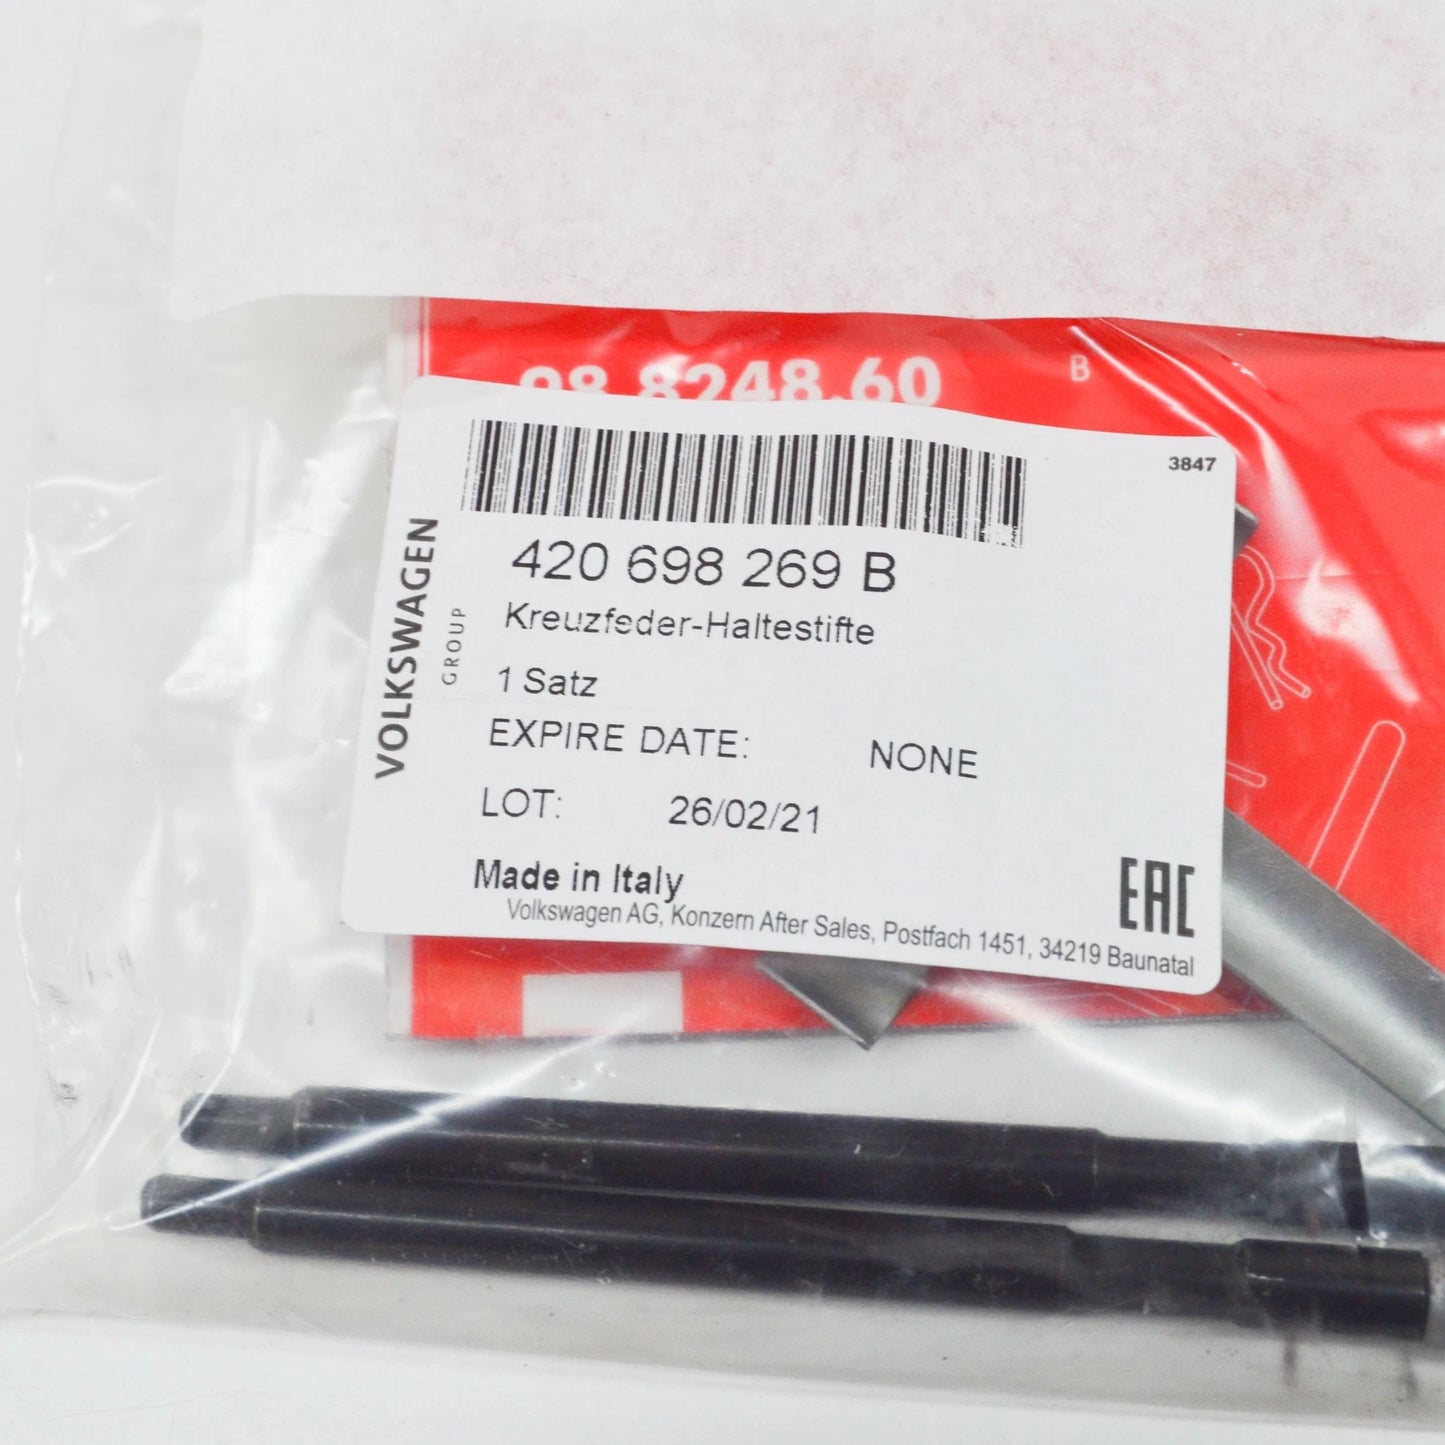 98.8248.60
B
3847
VOLKSWAGEN
GROUP
420 698 269 B
Kreuzfeder-Haltestifte
1 Satz
EXPIRE DATE: NONE
LOT: 26/02/21
Made in Italy
EAC
Volkswagen AG, Konzern After Sales, Postfach 1451, 34219 Baunatal